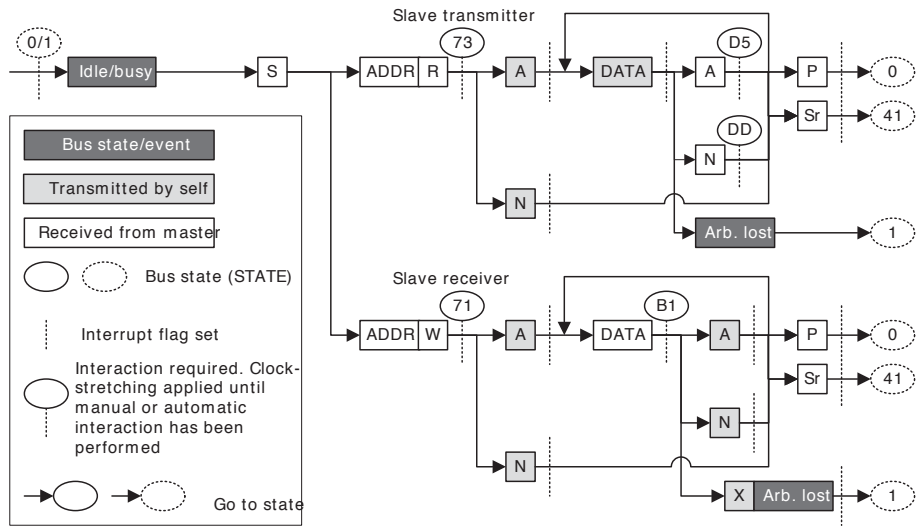 Slave transmitter
0/1
73
D5
Idle/busy
S
ADDR R
A
DATA
A
P
0
Sr
41
DD
N
N
Arb. lost
1
Bus state/event
Transmitted by self
Received from master
Bus state (STATE)
Interrupt flag set
Interaction required. Clock-
stretching applied until
manual or automatic
interaction has been
performed
Go to state
Slave receiver
71
B1
ADDR W
A
DATA
A
P
0
Sr
41
N
N
X Arb. lost
1